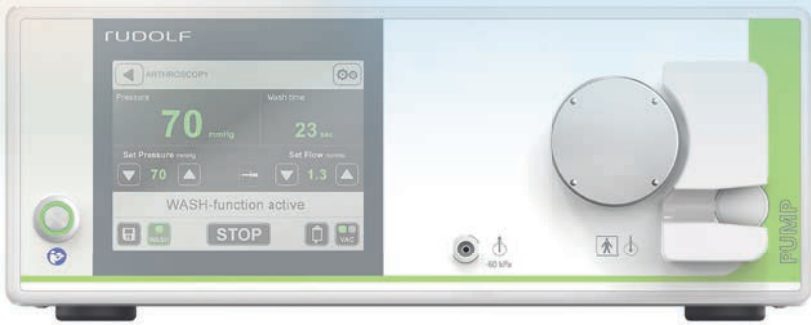 RUDOLF
ARTHROSCOPY
Pressure
Wash time
70 mmHg
23 sec
Set Pressure mmHg
Set Flow
70
1.3
WASH-function active
WASH
STOP
VAC
-60 kPa
PUMP